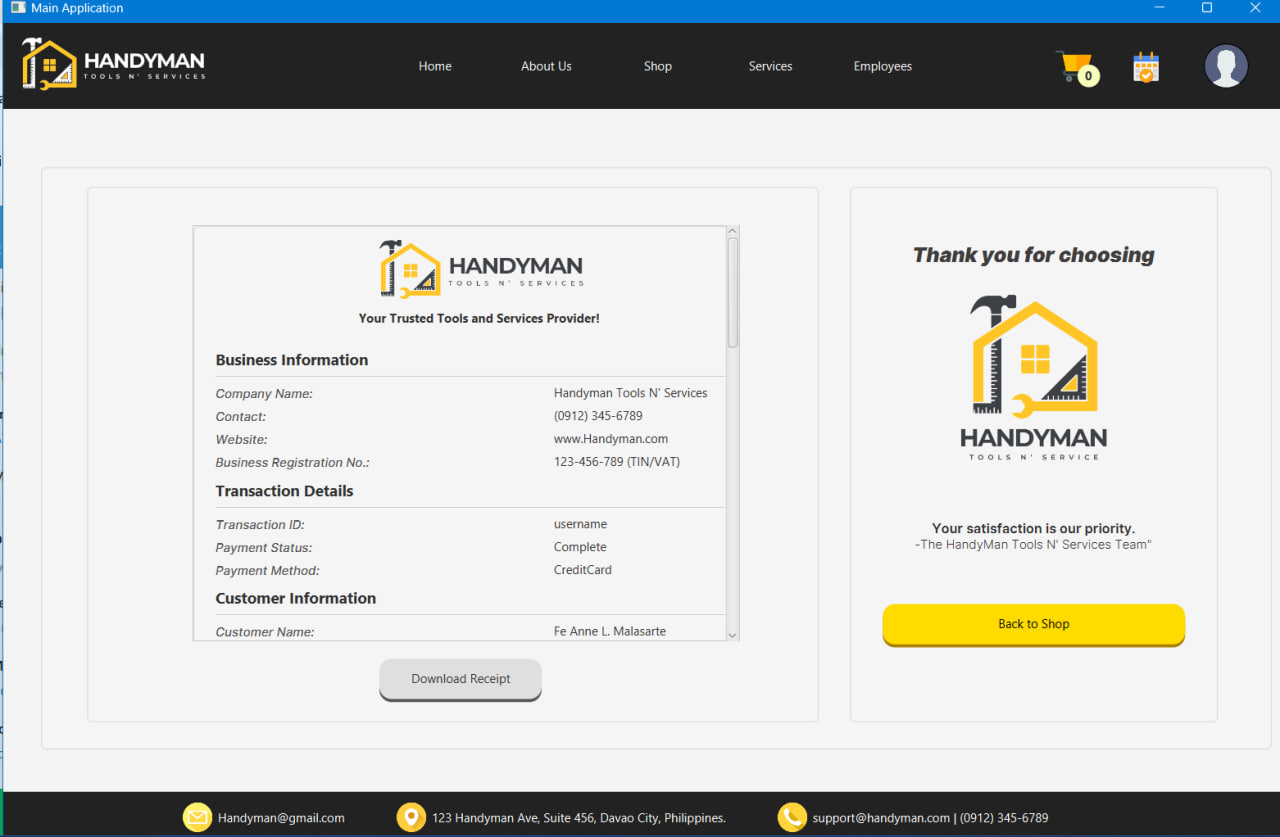 Main Application
HANDYMAN
TOOLS N' SERVICES
Home About Us Shop Services Employees
0
HANDYMAN
TOOLS N' SERVICES
Your Trusted Tools and Services Provider!
Business Information
Company Name: Handyman Tools N' Services
Contact: (0912) 345-6789
Website: www.Handyman.com
Business Registration No.: 123-456-789 (TIN/VAT)
Transaction Details
Transaction ID: username
Payment Status: Complete
Payment Method: CreditCard
Customer Information
Customer Name: Fe Anne L. Malasarte
Download Receipt
Thank you for choosing
HANDYMAN
TOOLS N' SERVICE
Your satisfaction is our priority.
-The HandyMan Tools N' Services Team"
Back to Shop
Handyman@gmail.com
123 Handyman Ave, Suite 456, Davao City, Philippines.
support@handyman.com | (0912) 345-6789